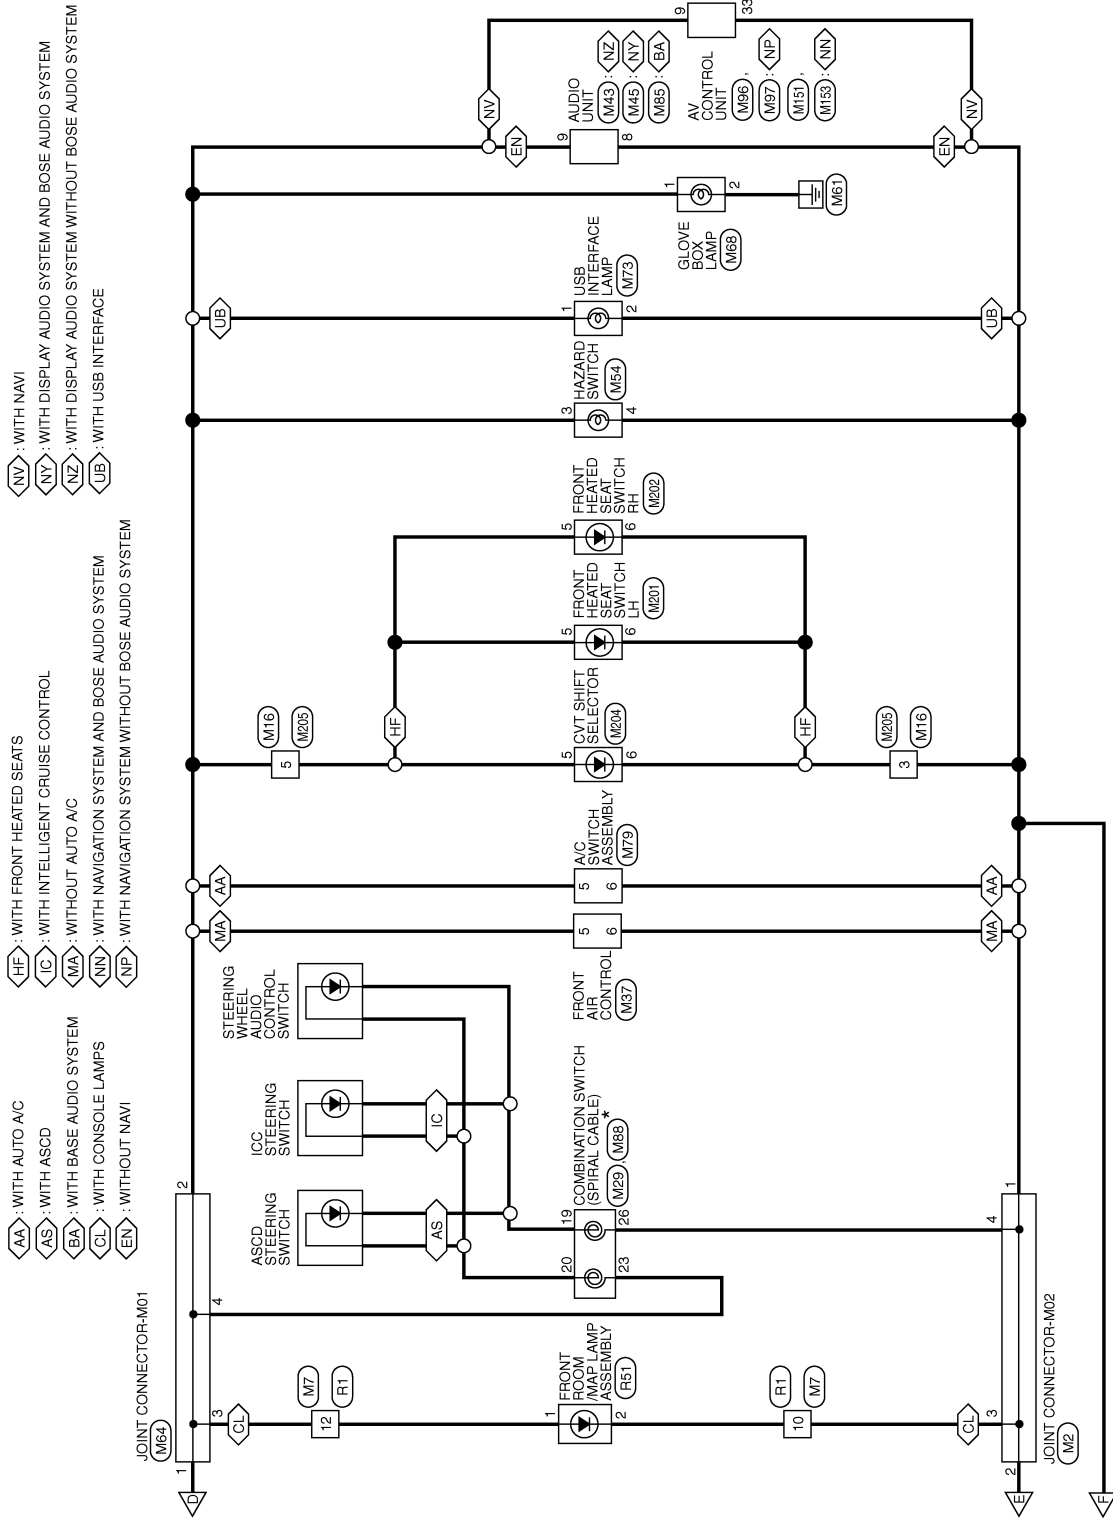 AA : WITH AUTO A/C
AS : WITH ASCD
BA : WITH BASE AUDIO SYSTEM
CL : WITH CONSOLE LAMPS
EN : WITHOUT NAVI
HF : WITH FRONT HEATED SEATS
IC : WITH INTELLIGENT CRUISE CONTROL
MA : WITHOUT AUTO A/C
NN : WITH NAVIGATION SYSTEM AND BOSE AUDIO SYSTEM
NP : WITH NAVIGATION SYSTEM WITHOUT BOSE AUDIO SYSTEM
NV : WITH NAVI
NY : WITH DISPLAY AUDIO SYSTEM AND BOSE AUDIO SYSTEM
NZ : WITH DISPLAY AUDIO SYSTEM WITHOUT BOSE AUDIO SYSTEM
UB : WITH USB INTERFACE
JOINT CONNECTOR-M01
M64
D
1
3
4
2
CL
M7
12
R1
1
FRONT
ROOM
/MAP LAMP
ASSEMBLY
R51
2
R1
10
M7
CL
E
2
3
4
1
JOINT CONNECTOR-M02
M2
F
ASCD
STEERING
SWITCH
AS
ICC
STEERING
SWITCH
IC
STEERING
WHEEL
AUDIO
CONTROL
SWITCH
20
19
COMBINATION SWITCH
(SPIRAL CABLE)
M29 , M88 *
23
26
MA
5
6
FRONT
AIR
CONTROL
M37
MA
AA
5
6
A/C
SWITCH
ASSEMBLY
M79
AA
M16
5
M205
HF
5
CVT SHIFT
SELECTOR
M204
6
HF
M205
3
M16
5
FRONT
HEATED
SEAT
SWITCH
LH
M201
6
5
FRONT
HEATED
SEAT
SWITCH
RH
M202
6
3
HAZARD
SWITCH
M54
4
UB
1
USB
INTERFACE
LAMP
M73
2
UB
1
GLOVE
BOX
LAMP
M68
2
M61
NV
EN
9
AUDIO
UNIT
M43 : NZ
M45 : NY
M85 : BA
8
EN
NV
9
33
AV
CONTROL
UNIT
M96 ,
M97 : NP
M151 ,
M153 : NN